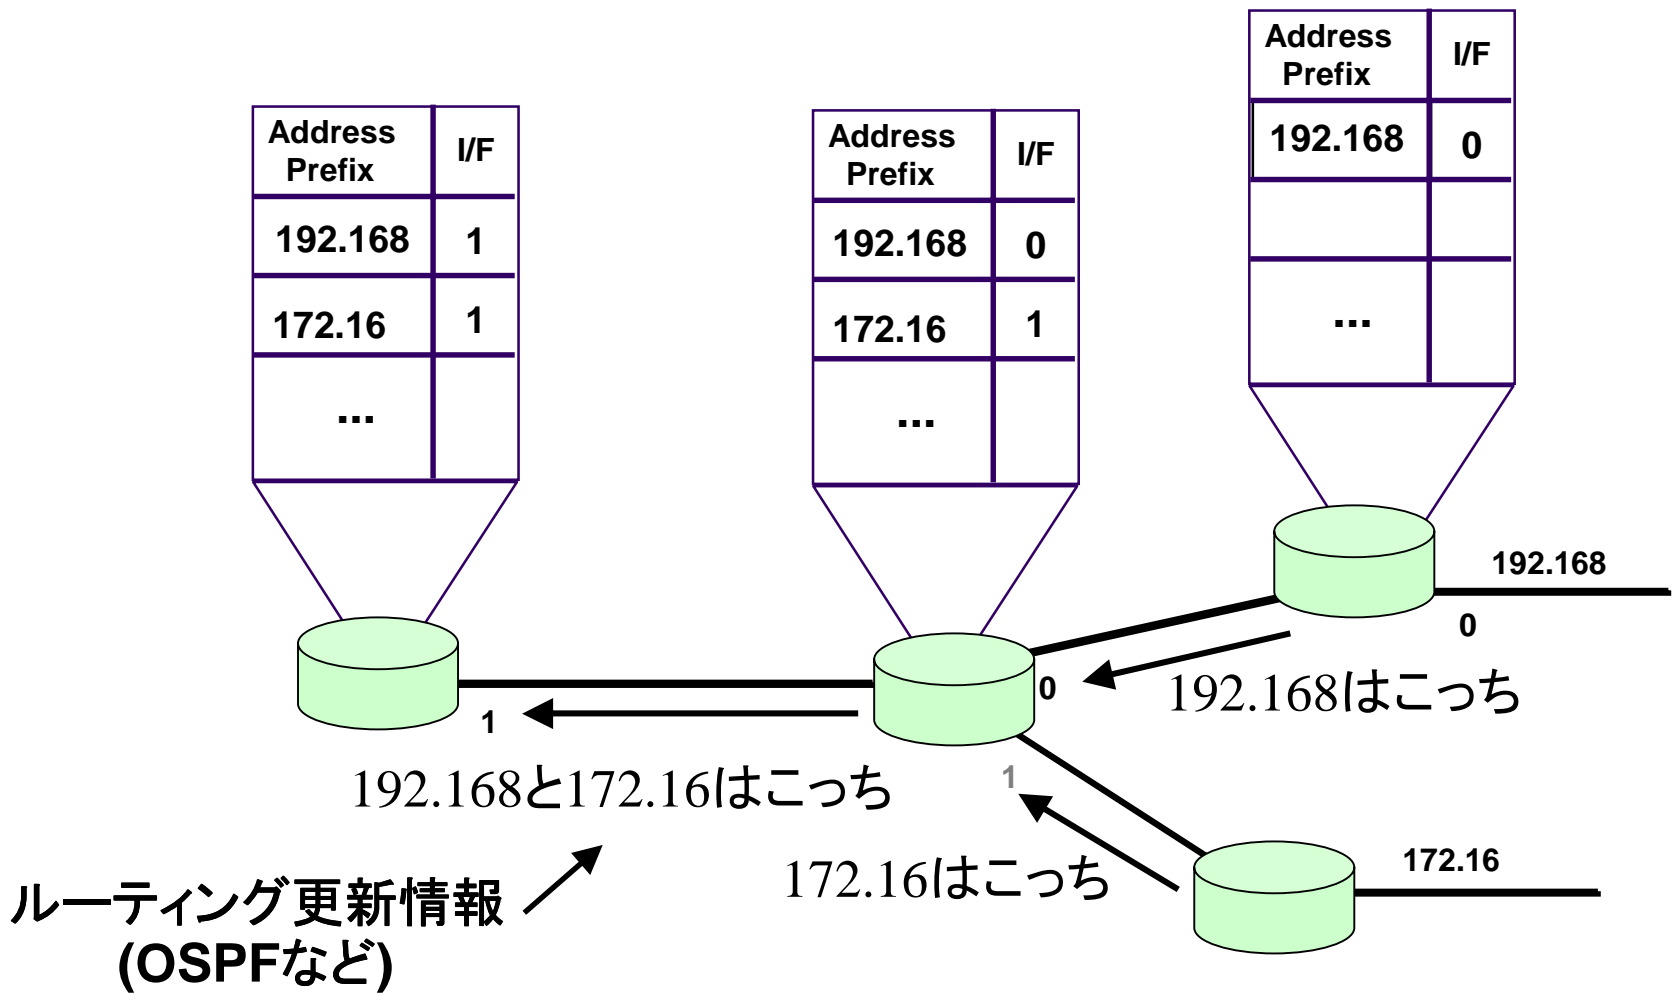 Address
Prefix
I/F
192.168
0
...
Address
Prefix
I/F
192.168
1
172.16
1
...
Address
Prefix
I/F
192.168
0
172.16
1
...
192.168
0
0
192.168はこっち
1
192.168と172.16はこっち
1
172.16はこっち
172.16
ルーティング更新情報
(OSPFなど)